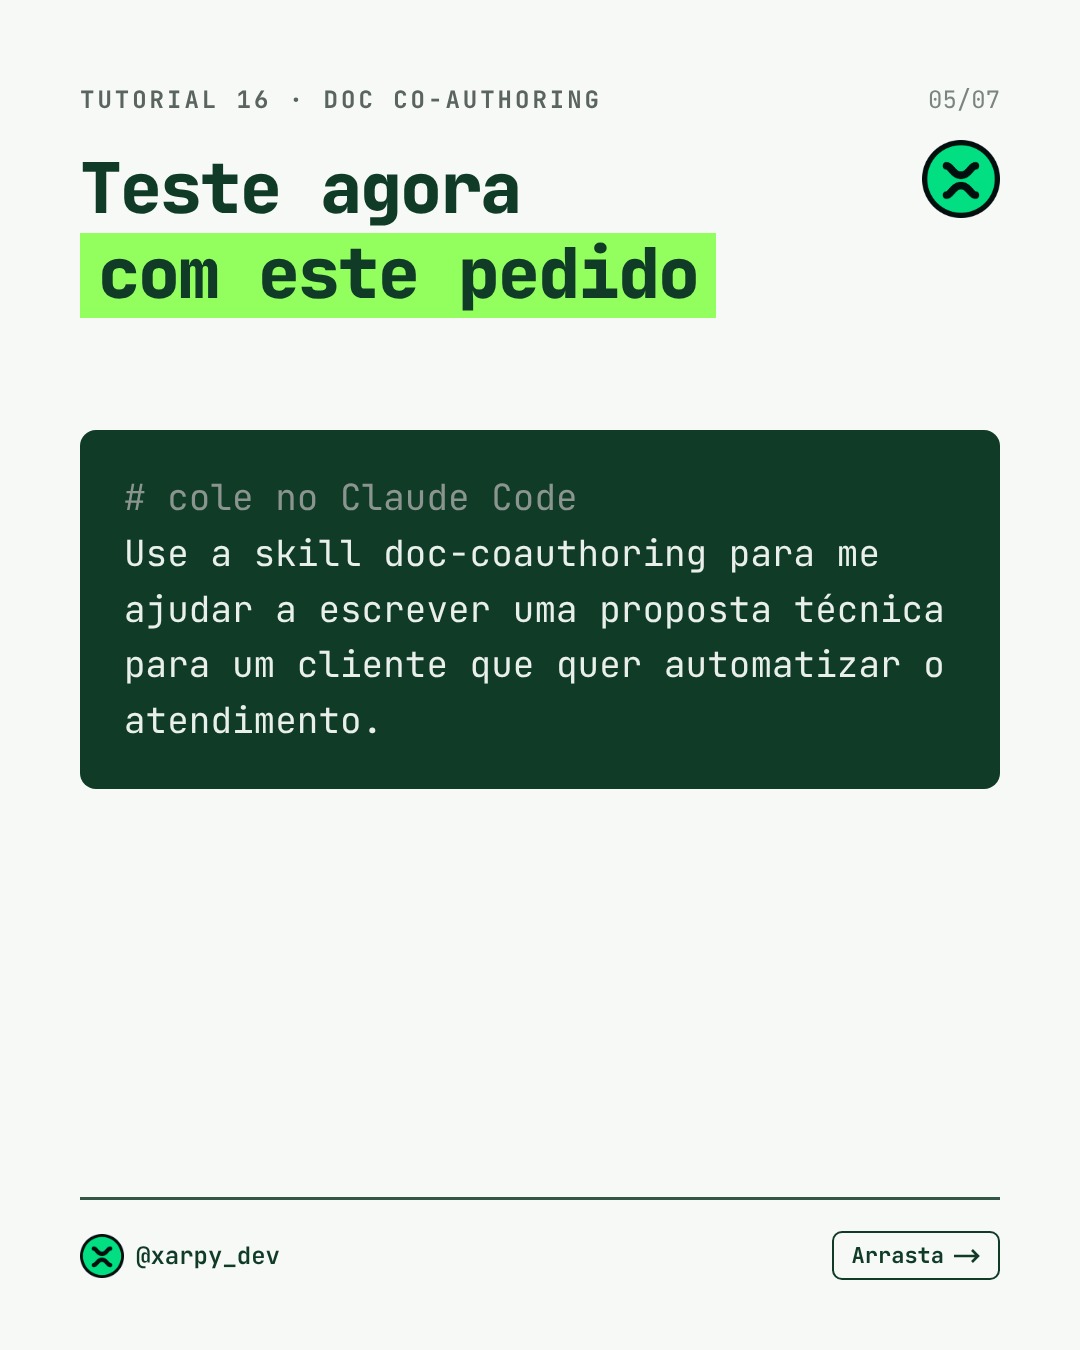 TUTORIAL 16 · DOC CO-AUTHORING
05/07
Teste agora
com este pedido
# cole no Claude Code
Use a skill doc-coauthoring para me
ajudar a escrever uma proposta técnica
para um cliente que quer automatizar o
atendimento.
@xarpy_dev
Arrasta →